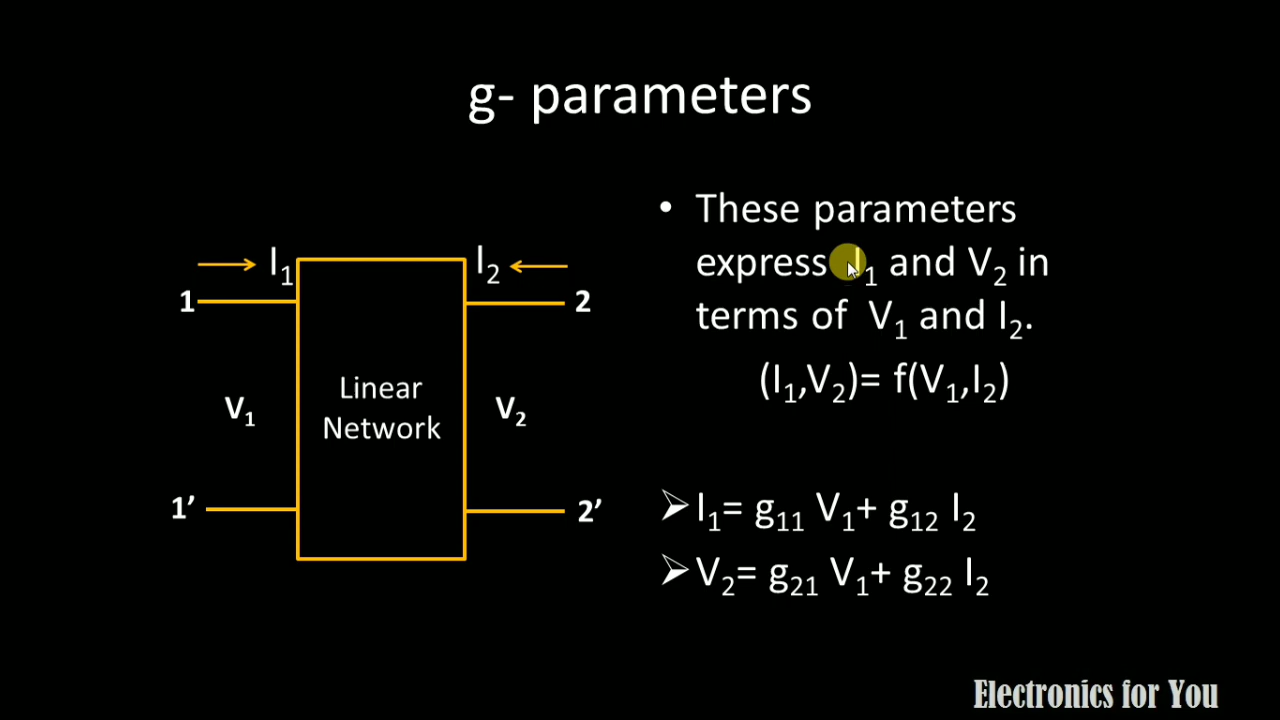 g- parameters
• These parameters
express I₁ and V₂ in
terms of V₁ and I₂.
(I₁,V₂)= f(V₁,I₂)
➢ I₁= g₁₁ V₁+ g₁₂ I₂
➢ V₂= g₂₁ V₁+ g₂₂ I₂
I₁
I₂
1
2
Linear
Network
V₁
V₂
1’
2’
Electronics for You